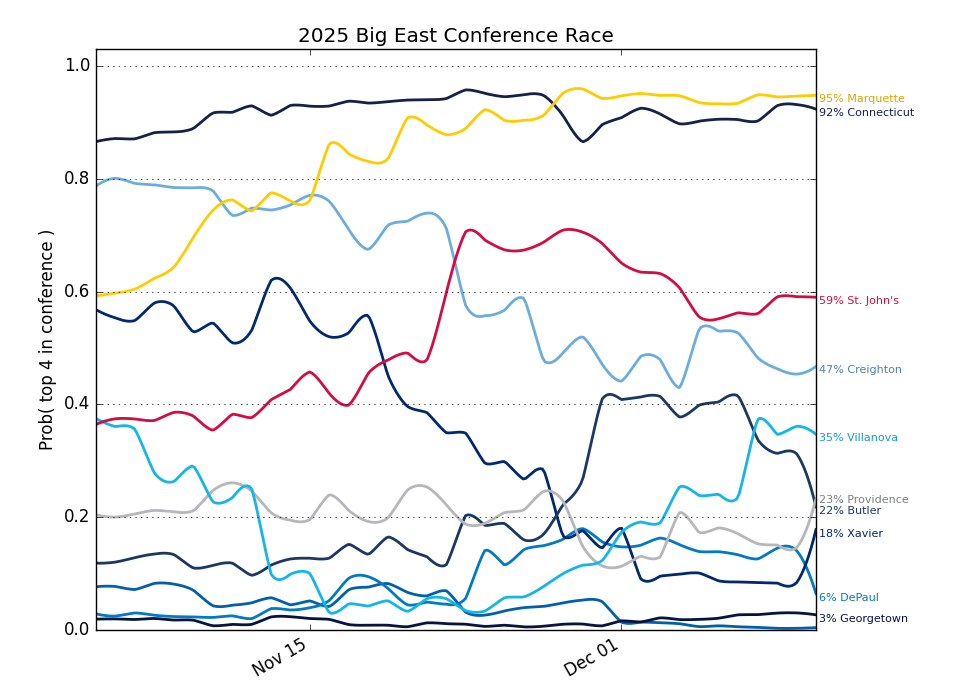 2025 Big East Conference Race
Prob( top 4 in conference )
1.0
0.8
0.6
0.4
0.2
0.0
Nov 15
Dec 01
95% Marquette
92% Connecticut
59% St. John's
47% Creighton
35% Villanova
23% Providence
22% Butler
18% Xavier
6% DePaul
3% Georgetown